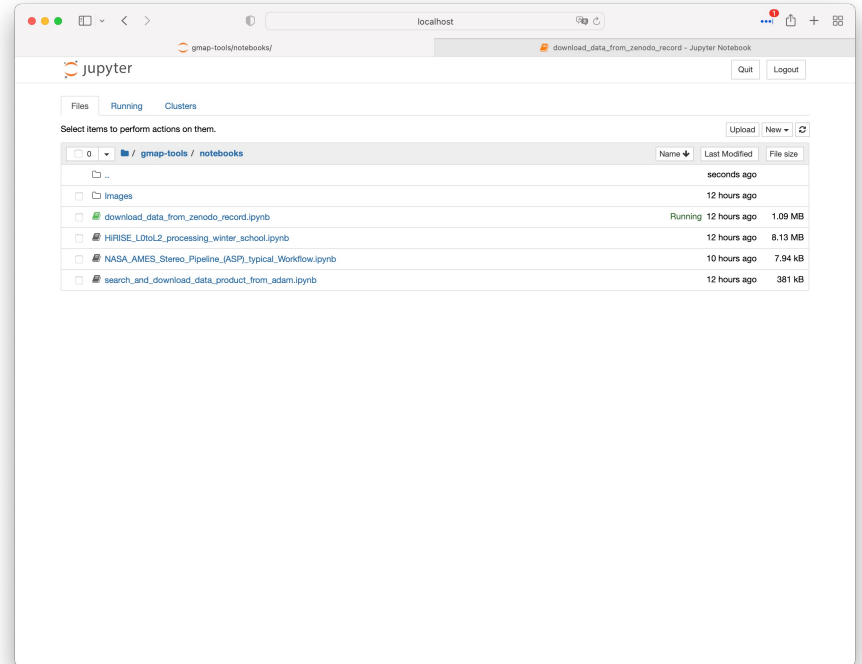 localhost
1
gmap-tools/notebooks/
download_data_from_zenodo_record - Jupyter Notebook
jupyter
Quit Logout
Files Running Clusters
Select items to perform actions on them.
Upload New
0 / gmap-tools / notebooks Name Last Modified File size
.. seconds ago
Images 12 hours ago
download_data_from_zenodo_record.ipynb Running 12 hours ago 1.09 MB
HiRISE_L0toL2_processing_winter_school.ipynb 12 hours ago 8.13 MB
NASA_AMES_Stereo_Pipeline_(ASP)_typical_Workflow.ipynb 10 hours ago 7.94 kB
search_and_download_data_product_from_adam.ipynb 12 hours ago 381 kB